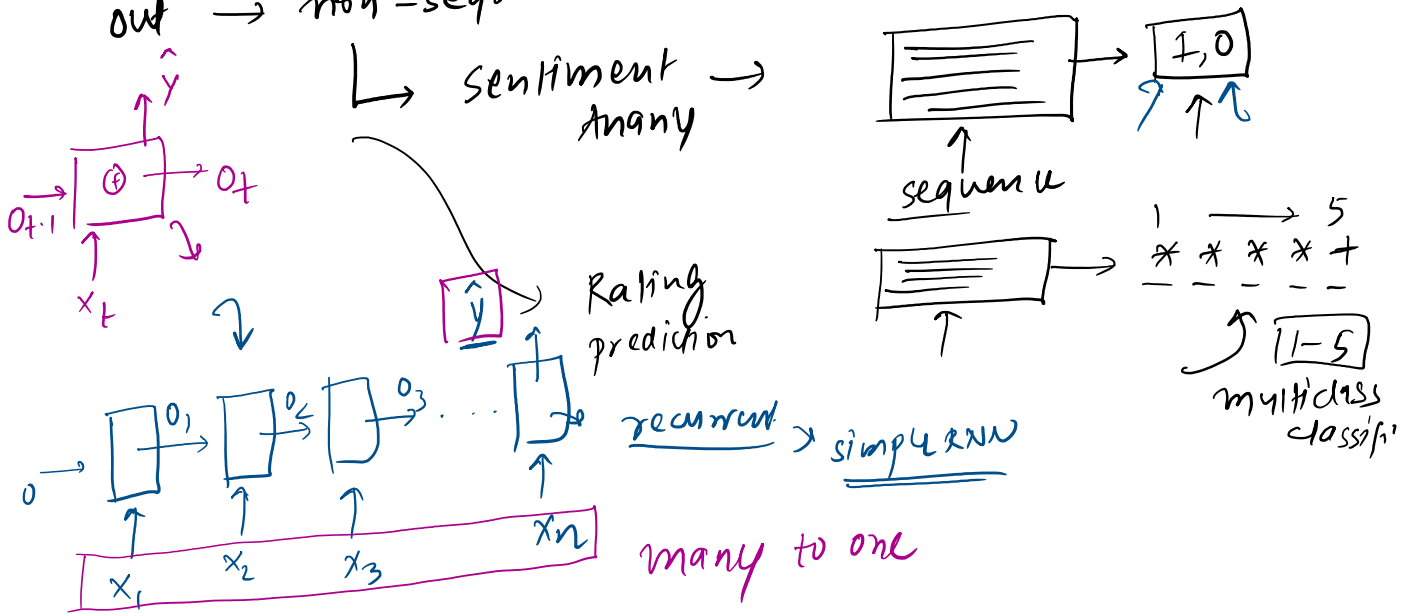 out → non-sequ
sentiment →
Anany
1, 0
sequence
ŷ
O_t-1
O_t
x_t
1 → 5
* * * * +
_ _ _ _ _
1-5
multiclass
classifi
Rating
prediction
ŷ
0 → O_1 O_2 O_3 ....
x_1 x_2 x_3 x_n
recurrent > simple RNN
many to one